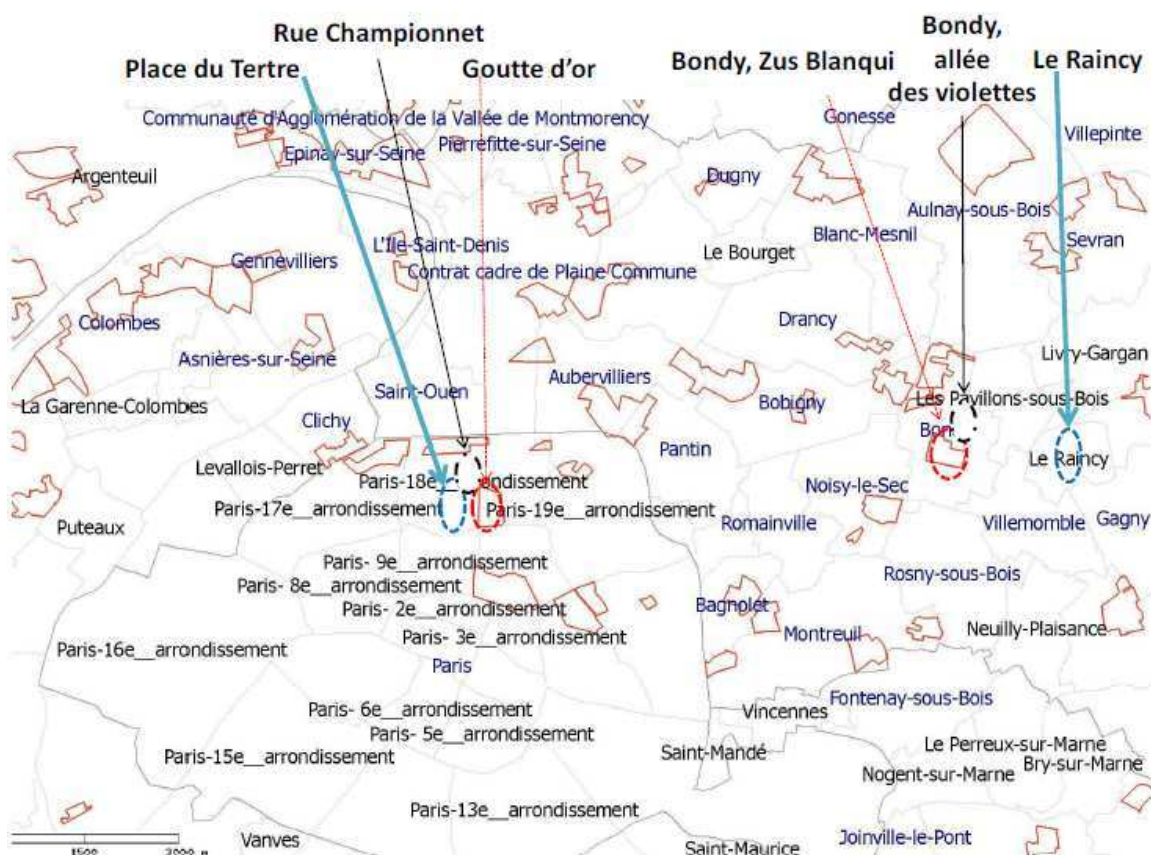 Rue Championnet
Bondy,
Place du Tertre
Goutte d'or
Bondy, Zus Blanqui
allée
Le Raincy
des violettes
Communauté d'Agglomération de la Vallée de Montmorency
Gonesse
Pierrefitte-sur-Seine
Villepinte
Epinay-sur-Seine
Argenteuil
Dugny
Aulnay-sous-Bois
Blanc-Mesnil
Sevran
L'Ile-Saint-Denis
Le Bourget
Gennevilliers
Contrat cadre de Plaine Commune
Colombes
Drancy
Asnières-sur-Seine
Livry-Gargan
Aubervilliers
Saint-Ouen
Les Pavillons-sous-Bois
La Garenne-Colombes
Bobigny
Clichy
Bon
Pantin
Levallois-Perret
Le Raincy
Paris-18e ondissement
Noisy-le-Sec
Paris-17e__arrondissement
Paris-19e__arrondissement
Puteaux
Romainville
Villemomble
Gagny
Paris- 9e__arrondissement
Rosny-sous-Bois
Paris- 8e__arrondissement
Paris- 2e__arrondissement
Bagnolet
Paris- 3e__arrondissement
Montreuil
Neuilly-Plaisance
Paris-16e__arrondissement
Paris
Fontenay-sous-Bois
Paris- 6e__arrondissement
Vincennes
Paris- 5e__arrondissement
Paris-15e__arrondissement
Saint-Mandé
Le Perreux-sur-Marne
Bry-sur-Marne
Nogent-sur-Marne
Paris-13e__arrondissement
Vanves
Joinville-le-Pont
Saint-Maurice